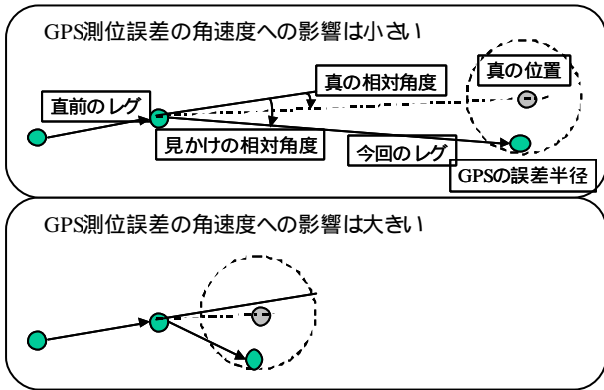 GPS測位誤差の角速度への影響は小さい
真の相対角度
真の位置
直前のレグ
見かけの相対角度
今回のレグ
GPSの誤差半径
GPS測位誤差の角速度への影響は大きい